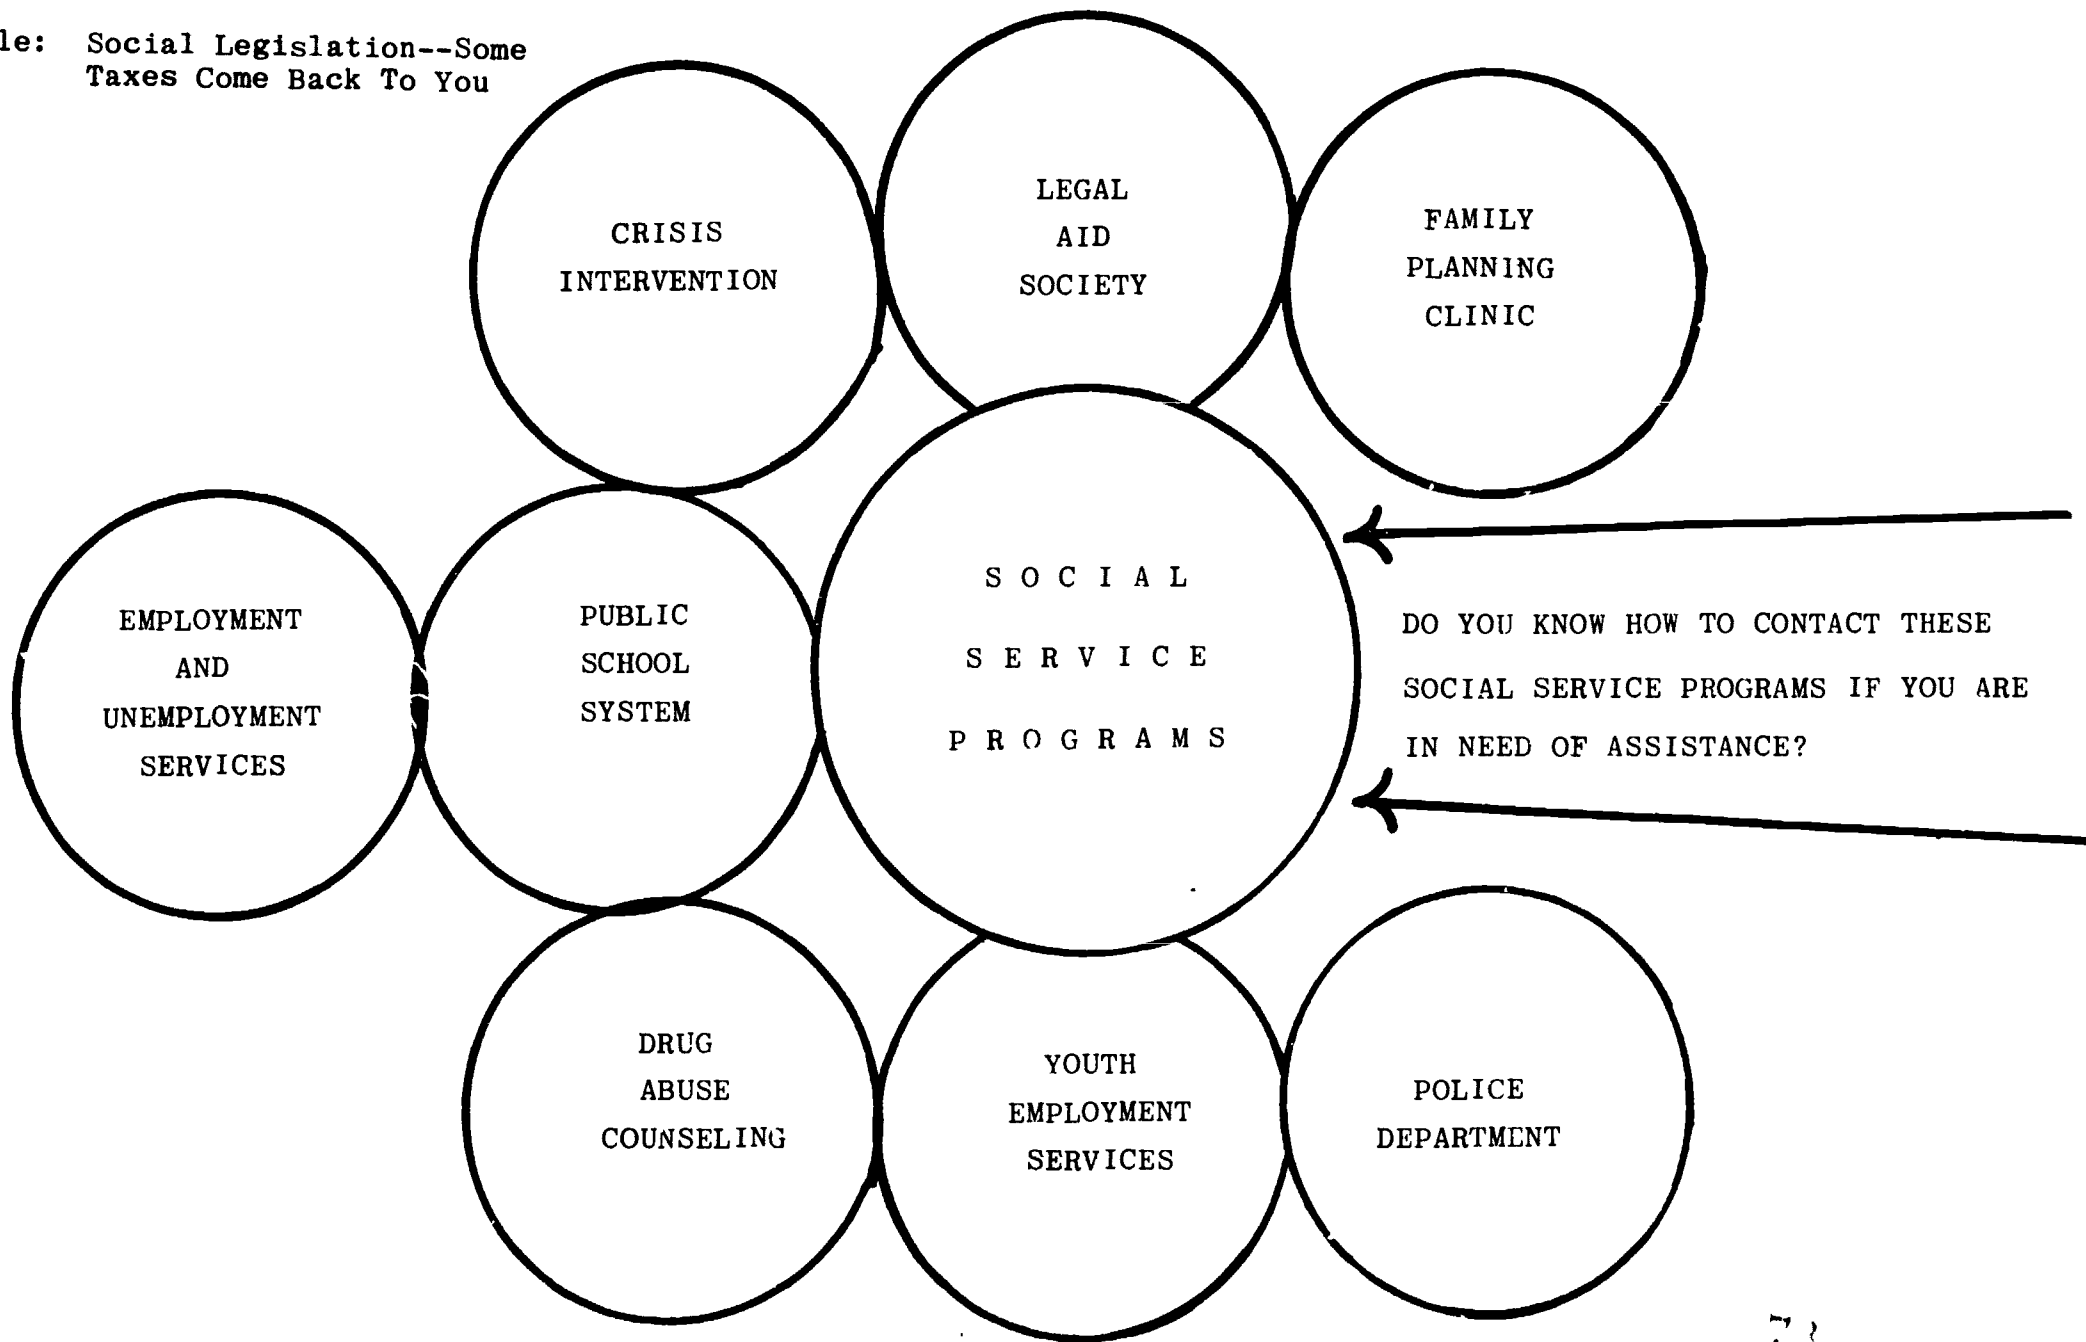 le: Social Legislation--Some
Taxes Come Back To You
CRISIS
INTERVENTION
LEGAL
AID
SOCIETY
FAMILY
PLANNING
CLINIC
EMPLOYMENT
AND
UNEMPLOYMENT
SERVICES
PUBLIC
SCHOOL
SYSTEM
S O C I A L
S E R V I C E
P R O G R A M S
DO YOU KNOW HOW TO CONTACT THESE
SOCIAL SERVICE PROGRAMS IF YOU ARE
IN NEED OF ASSISTANCE?
DRUG
ABUSE
COUNSELING
YOUTH
EMPLOYMENT
SERVICES
POLICE
DEPARTMENT